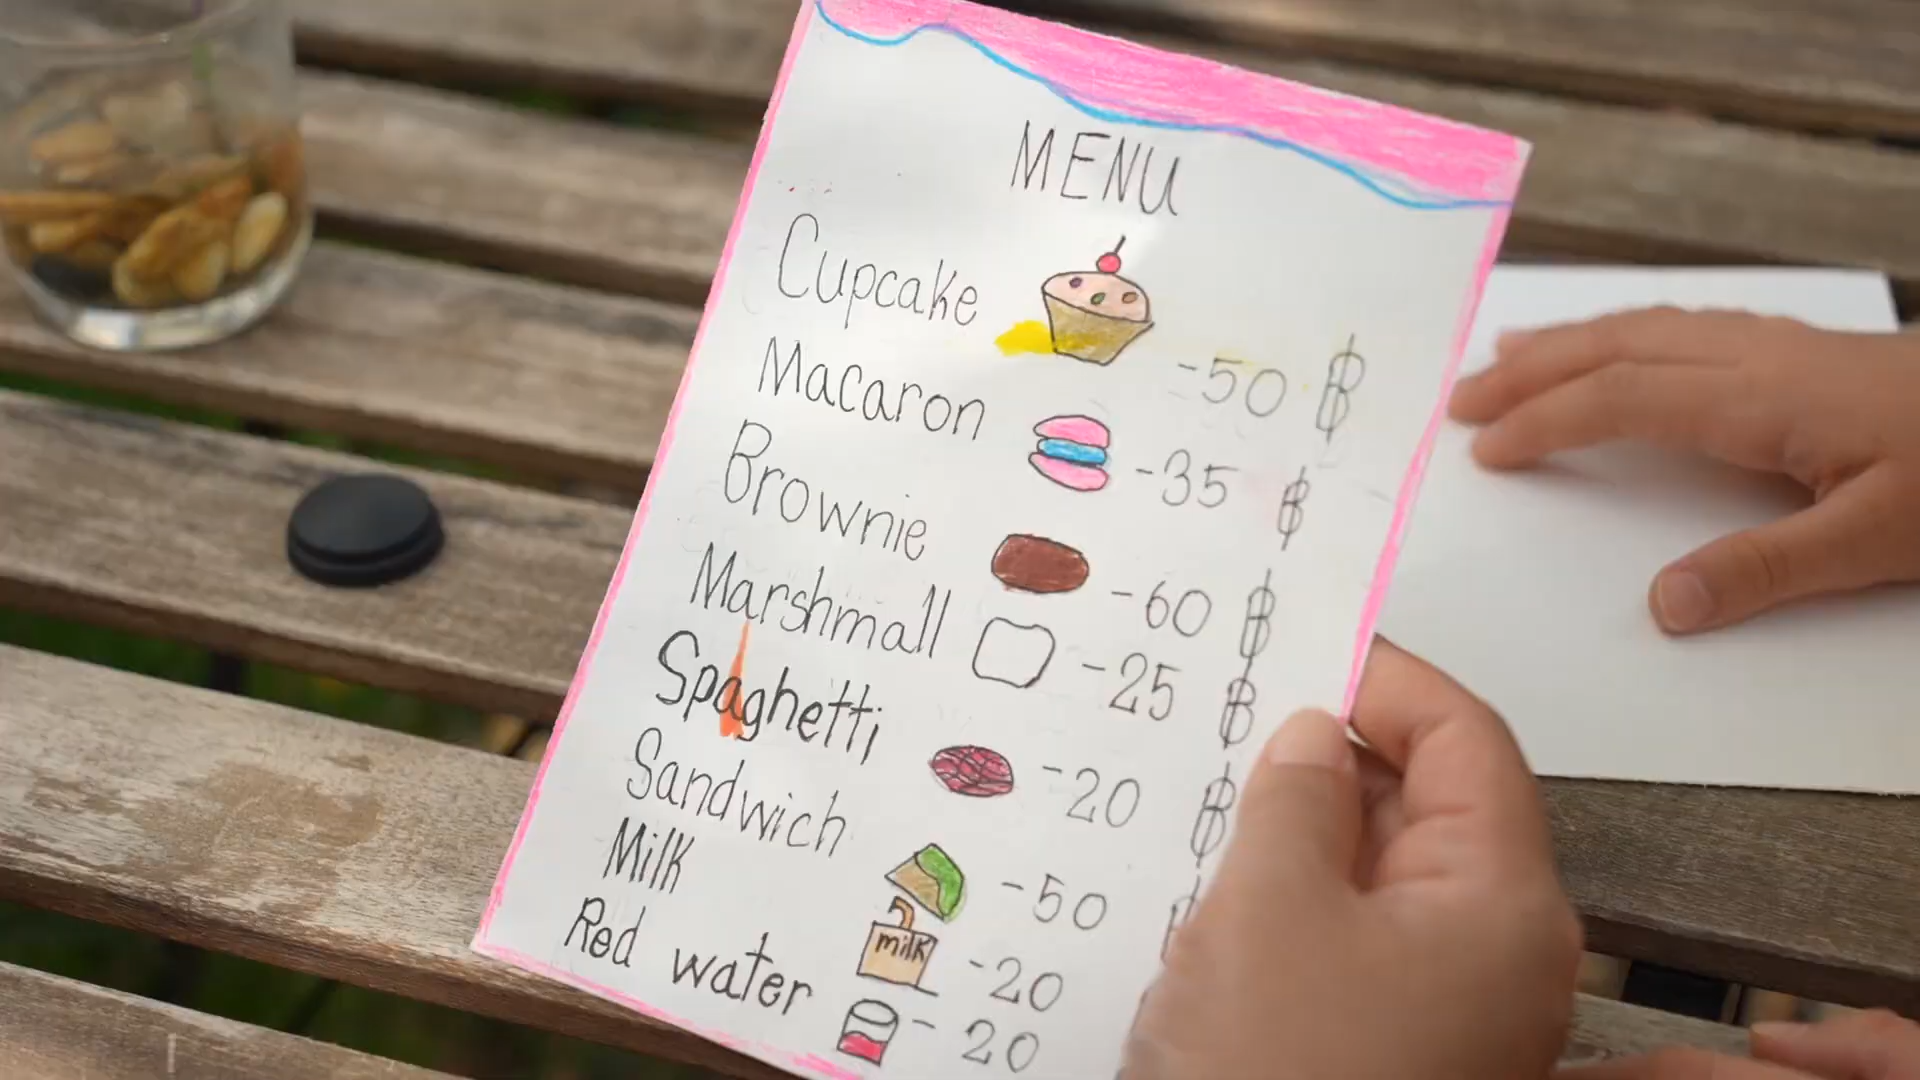 MENU
Cupcake -50 ฿
Macaron -35 ฿
Brownie -60 ฿
Marshmall -25 ฿
Spaghetti -20 ฿
Sandwich -50 ฿
Milk milk -20
Red water - 20